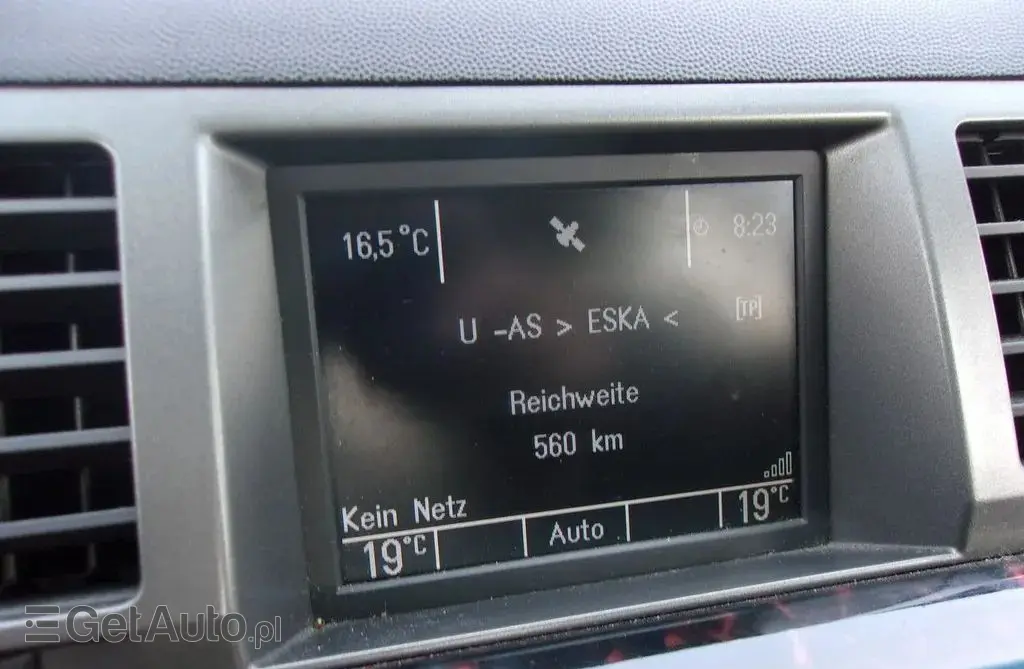 16,5°C 8:23
U -AS > ESKA < [TP]
Reichweite
560 km
Kein Netz
19°C Auto 19°C
GetAuto.pl